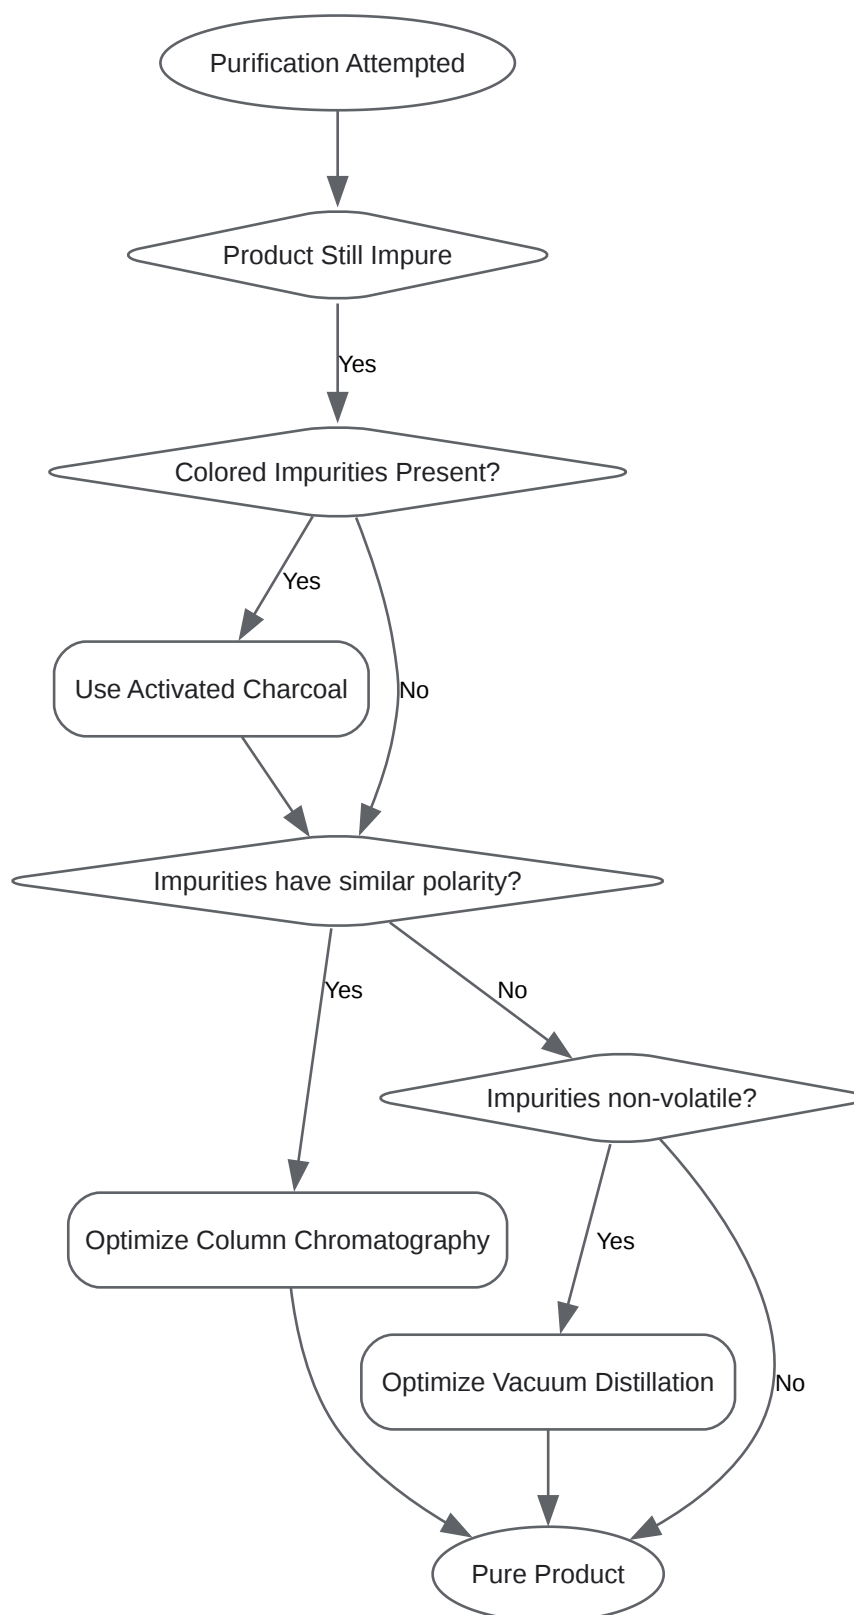 Purification Attempted
Product Still Impure
Yes
Colored Impurities Present?
Yes
Use Activated Charcoal
No
Impurities have similar polarity?
Yes
No
Impurities non-volatile?
Optimize Column Chromatography
Yes
Optimize Vacuum Distillation
No
Pure Product